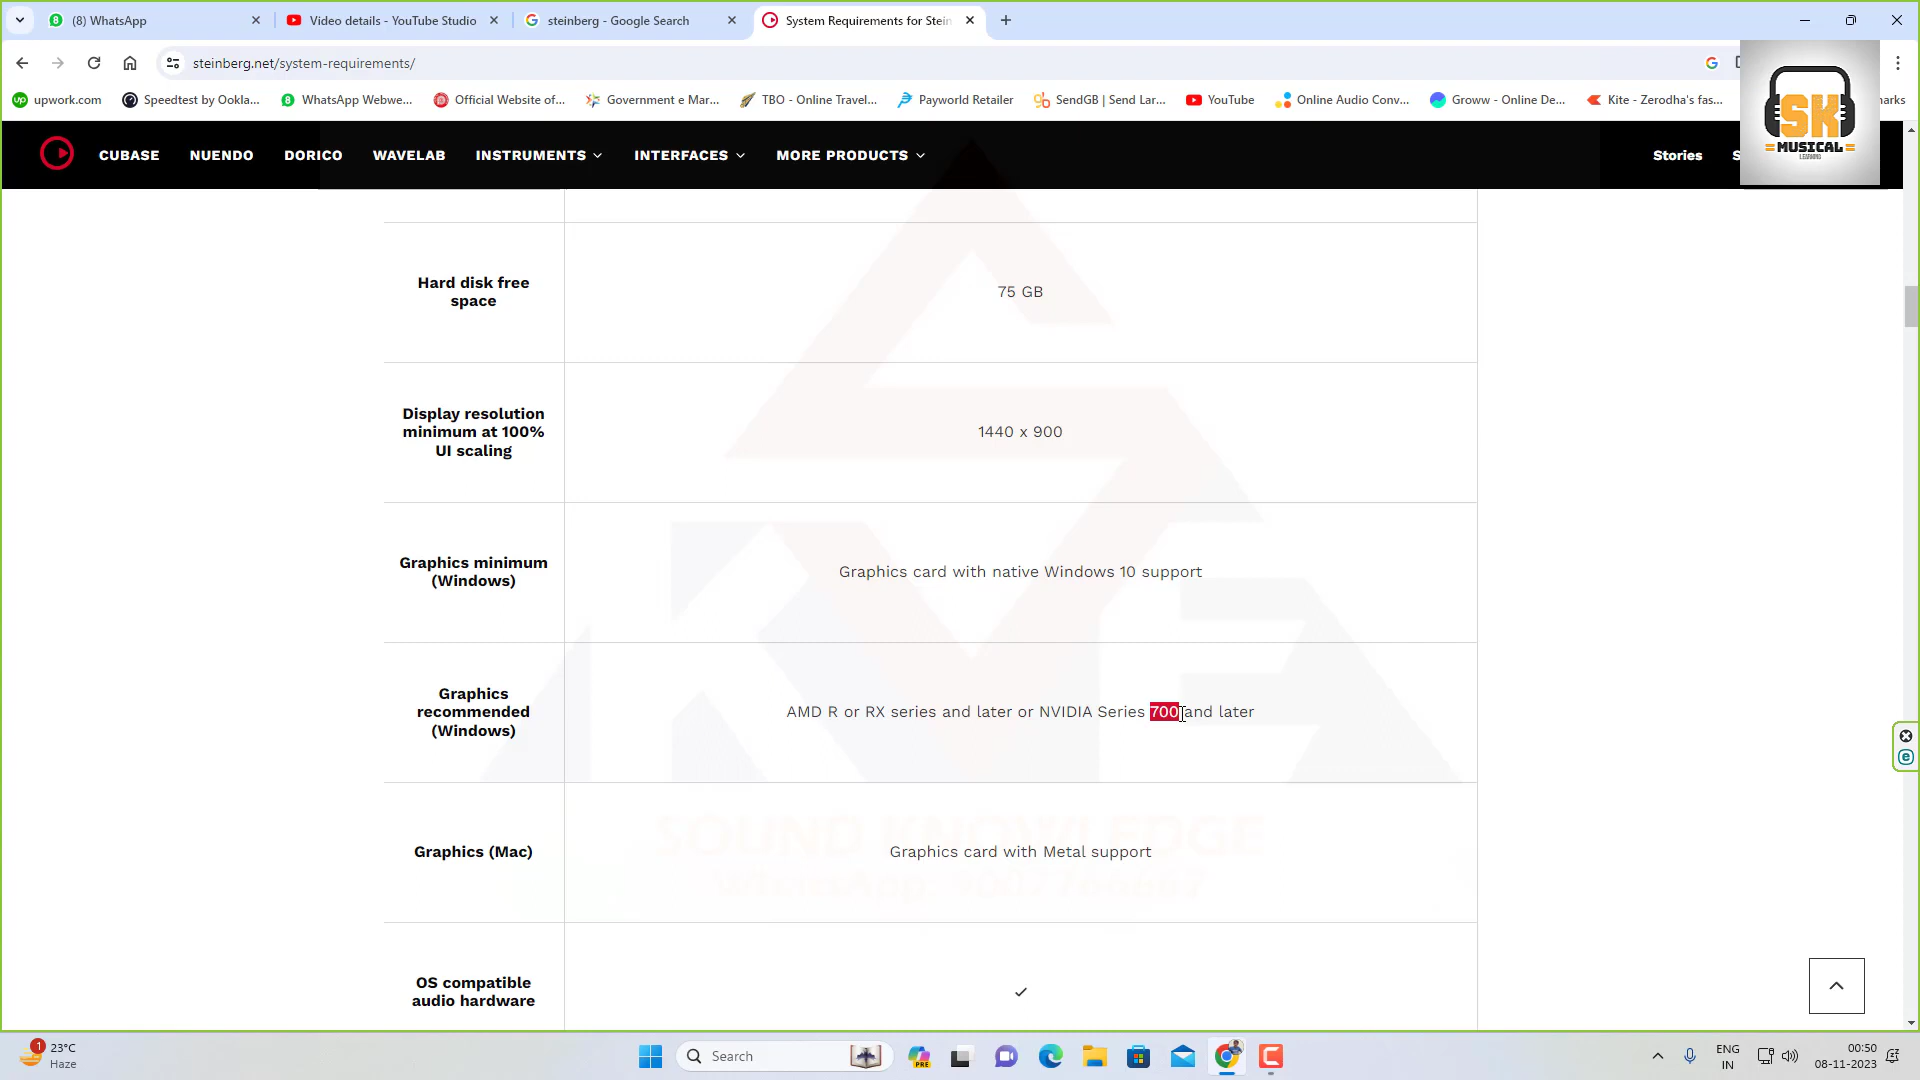 (8) WhatsApp
Video details - YouTube Studio
steinberg - Google Search
System Requirements for Stein
steinberg.net/system-requirements/
upwork.com
Speedtest by Ookla...
WhatsApp Webwe...
Official Website of...
Government e Mar...
TBO - Online Travel...
Payworld Retailer
SendGB | Send Lar...
YouTube
Online Audio Conv...
Groww - Online De...
Kite - Zerodha's fas...
SK
MUSICAL
LEARNING
CUBASE
NUENDO
DORICO
WAVELAB
INSTRUMENTS
INTERFACES
MORE PRODUCTS
Stories
Hard disk free
space
75 GB
Display resolution
minimum at 100%
UI scaling
1440 x 900
Graphics minimum
(Windows)
Graphics card with native Windows 10 support
Graphics
recommended
(Windows)
AMD R or RX series and later or NVIDIA Series 700 and later
Graphics (Mac)
Graphics card with Metal support
SOUND KNOWLEDGE
OS compatible
audio hardware
1
23°C
Haze
Search
PRE
ENG
IN
00:50
08-11-2023